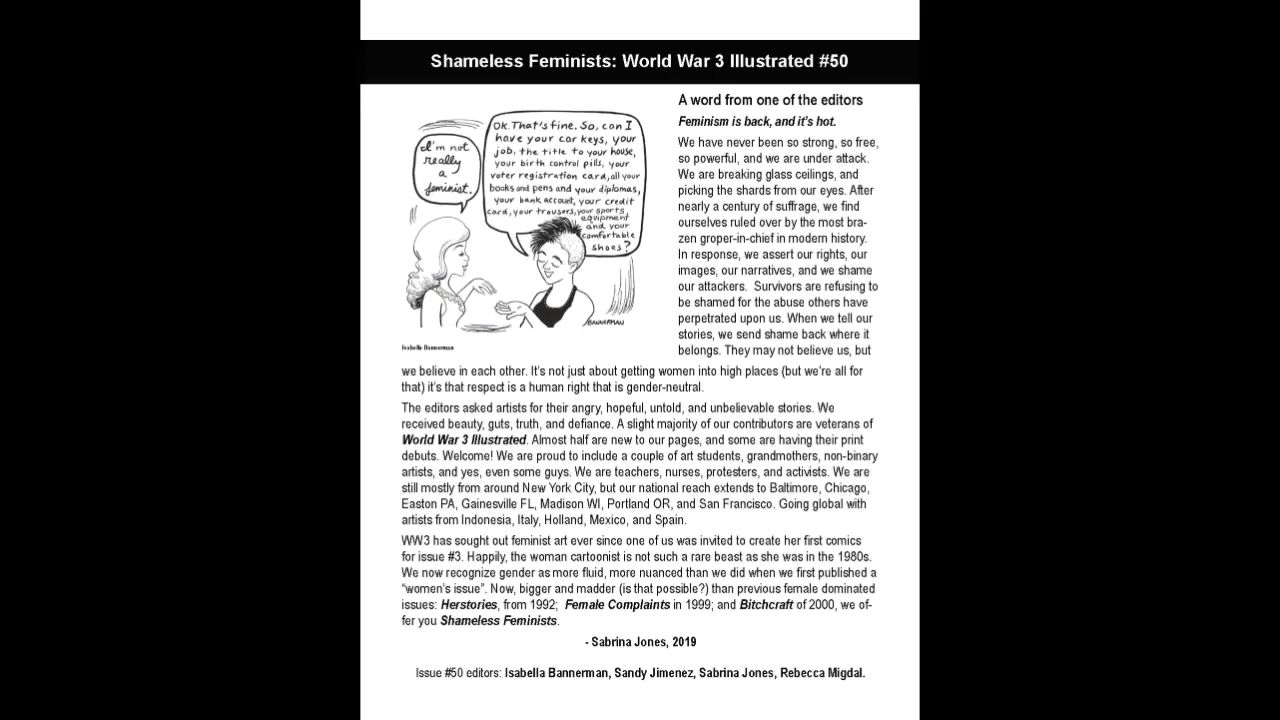 Shameless Feminists: World War 3 Illustrated #50
I'm not
really
a
feminist.
OK. That's fine. So, can I
have your car keys, your
job, the title to your house,
your birth control pills, your
voter registration card, all your
books and pens and your diplomas,
your bank account, your credit
card, your trousers, your sports
equipment
and your
comfortable
shoes?
BANNERMAN
Isabella Bannerman
A word from one of the editors
Feminism is back, and it's hot.
We have never been so strong, so free,
so powerful, and we are under attack.
We are breaking glass ceilings, and
picking the shards from our eyes. After
nearly a century of suffrage, we find
ourselves ruled over by the most bra-
zen groper-in-chief in modern history.
In response, we assert our rights, our
images, our narratives, and we shame
our attackers.  Survivors are refusing to
be shamed for the abuse others have
perpetrated upon us. When we tell our
stories, we send shame back where it
belongs. They may not believe us, but
we believe in each other. It's not just about getting women into high places (but we're all for
that) it's that respect is a human right that is gender-neutral.
The editors asked artists for their angry, hopeful, untold, and unbelievable stories. We
received beauty, guts, truth, and defiance. A slight majority of our contributors are veterans of
World War 3 Illustrated. Almost half are new to our pages, and some are having their print
debuts. Welcome! We are proud to include a couple of art students, grandmothers, non-binary
artists, and yes, even some guys. We are teachers, nurses, protesters, and activists. We are
still mostly from around New York City, but our national reach extends to Baltimore, Chicago,
Easton PA, Gainesville FL, Madison WI, Portland OR, and San Francisco. Going global with
artists from Indonesia, Italy, Holland, Mexico, and Spain.
WW3 has sought out feminist art ever since one of us was invited to create her first comics
for issue #3. Happily, the woman cartoonist is not such a rare beast as she was in the 1980s.
We now recognize gender as more fluid, more nuanced than we did when we first published a
"women's issue". Now, bigger and madder (is that possible?) than previous female dominated
issues: Herstories, from 1992;  Female Complaints in 1999; and Bitchcraft of 2000, we of-
fer you Shameless Feminists.
- Sabrina Jones, 2019
Issue #50 editors: Isabella Bannerman, Sandy Jimenez, Sabrina Jones, Rebecca Migdal.